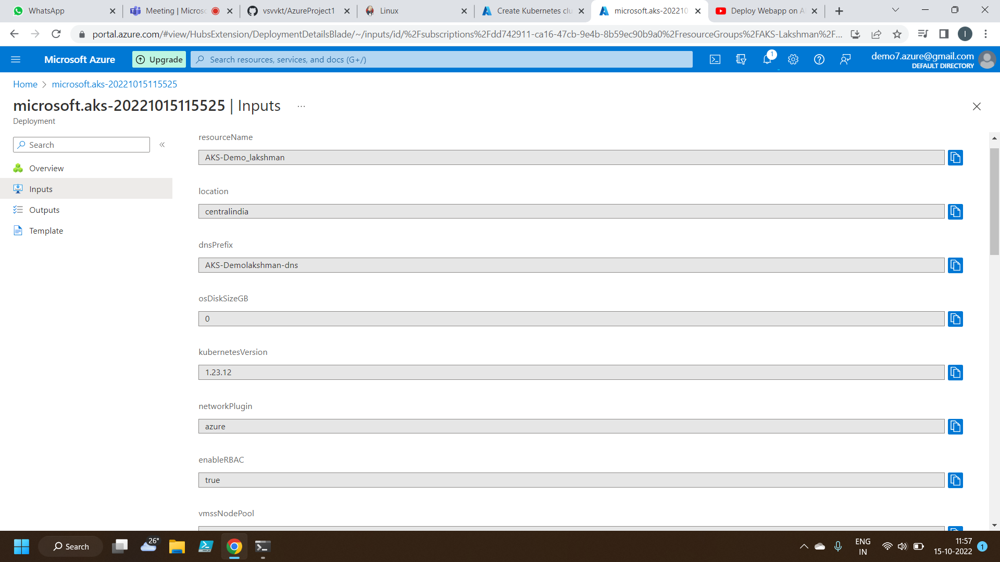 WhatsApp
Meeting | Microso
vsvvkt/AzureProject1
Linux
Create Kubernetes clu
microsoft.aks-202210
Deploy Webapp on A
portal.azure.com/#view/HubsExtension/DeploymentDetailsBlade/~/inputs/id/%2Fsubscriptions%2Fdd742911-ca16-47cb-9e4b-8b59ec90b9a0%2FresourceGroups%2FAKS-Lakshman%2F...
I
Microsoft Azure
Upgrade
Search resources, services, and docs (G+/)
1
demo7.azure@gmail.com
DEFAULT DIRECTORY
Home > microsoft.aks-20221015115525
microsoft.aks-20221015115525 | Inputs ...
Deployment
Search
«
Overview
Inputs
Outputs
Template
resourceName
AKS-Demo_lakshman
location
centralindia
dnsPrefix
AKS-Demolakshman-dns
osDiskSizeGB
0
kubernetesVersion
1.23.12
networkPlugin
azure
enableRBAC
true
vmssNodePool
Search
26°
ENG
IN
11:57
15-10-2022
1